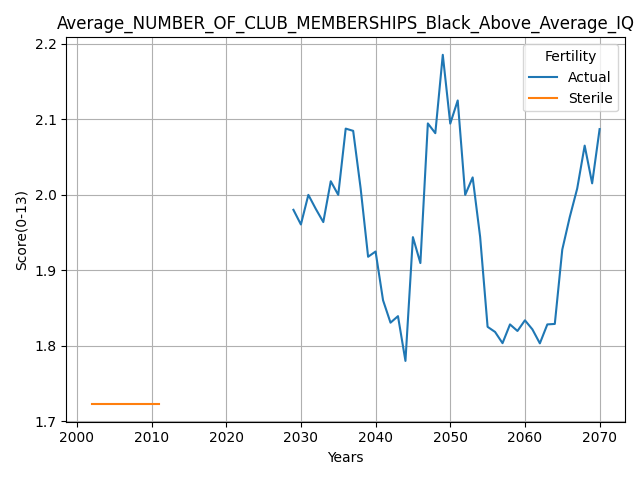 Average_NUMBER_OF_CLUB_MEMBERSHIPS_Black_Above_Average_IQ
Fertility
Actual
Sterile
Score(0-13)
2.2
2.1
2.0
1.9
1.8
1.7
2000 2010 2020 2030 2040 2050 2060 2070
Years